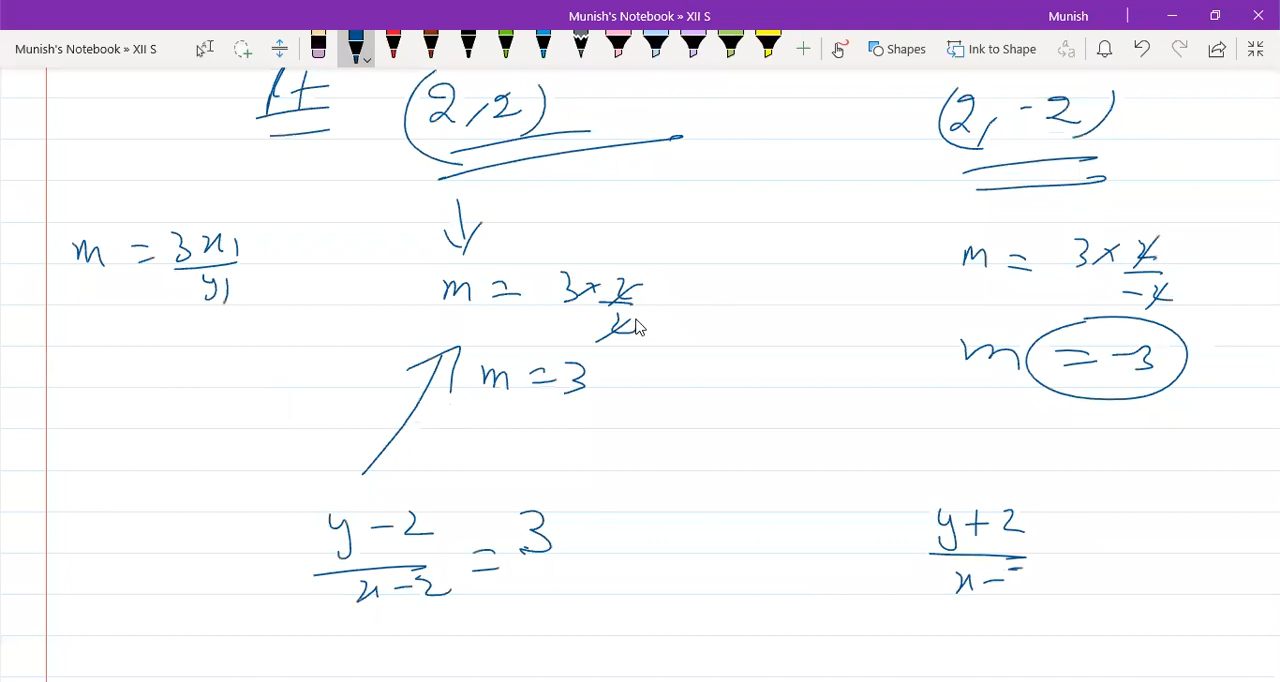 Munish's Notebook » XII S
Munish
Munish's Notebook » XII S
Shapes
Ink to Shape
(2,2)
(2,-2)
m = 3x₁/y₁
m = 3×2/2
m = 3×2/-2
m = 3
m = -3
(y-2)/(x-2) = 3
(y+2)/(x-